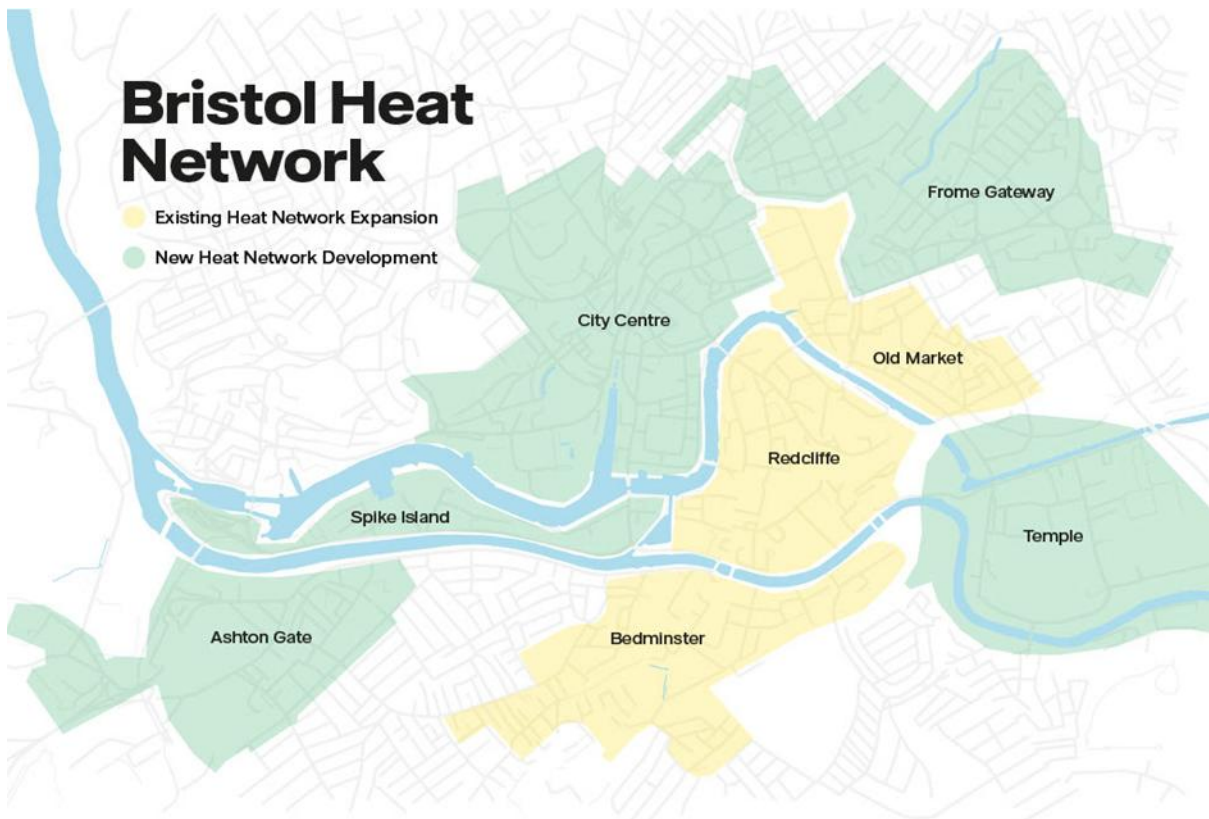 Bristol Heat
Network
Existing Heat Network Expansion
New Heat Network Development
Frome Gateway
City Centre
Old Market
Redcliffe
Spike Island
Temple
Ashton Gate
Bedminster